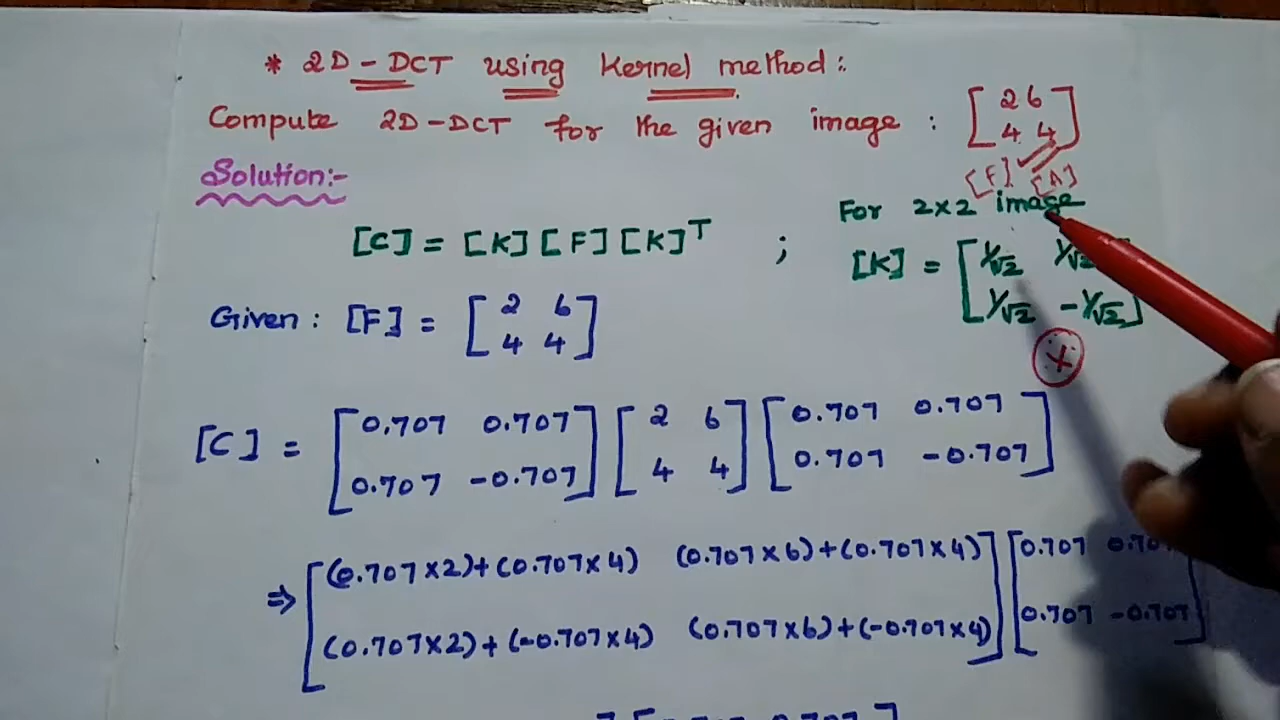 * 2D-DCT using Kernel method:
Compute 2D-DCT for the given image : [2 6
4 4]
[F] [A]
Solution:-
For 2x2 image
[C] = [K] [F] [K]ᵀ ;
[K] = [1/√2 1/√2
1/√2 -1/√2]
Given: [F] = [2 6
4 4]
+
[C] = [0.707 0.707 0.707 -0.707] [2 6 4 4] [0.707 0.707 0.707 -0.707]
⇒ [(0.707×2)+(0.707×4) (0.707×6)+(0.707×4)] [0.707 0.707
(0.707×2)+(-0.707×4) (0.707×6)+(-0.707×4)] 0.707 -0.707]